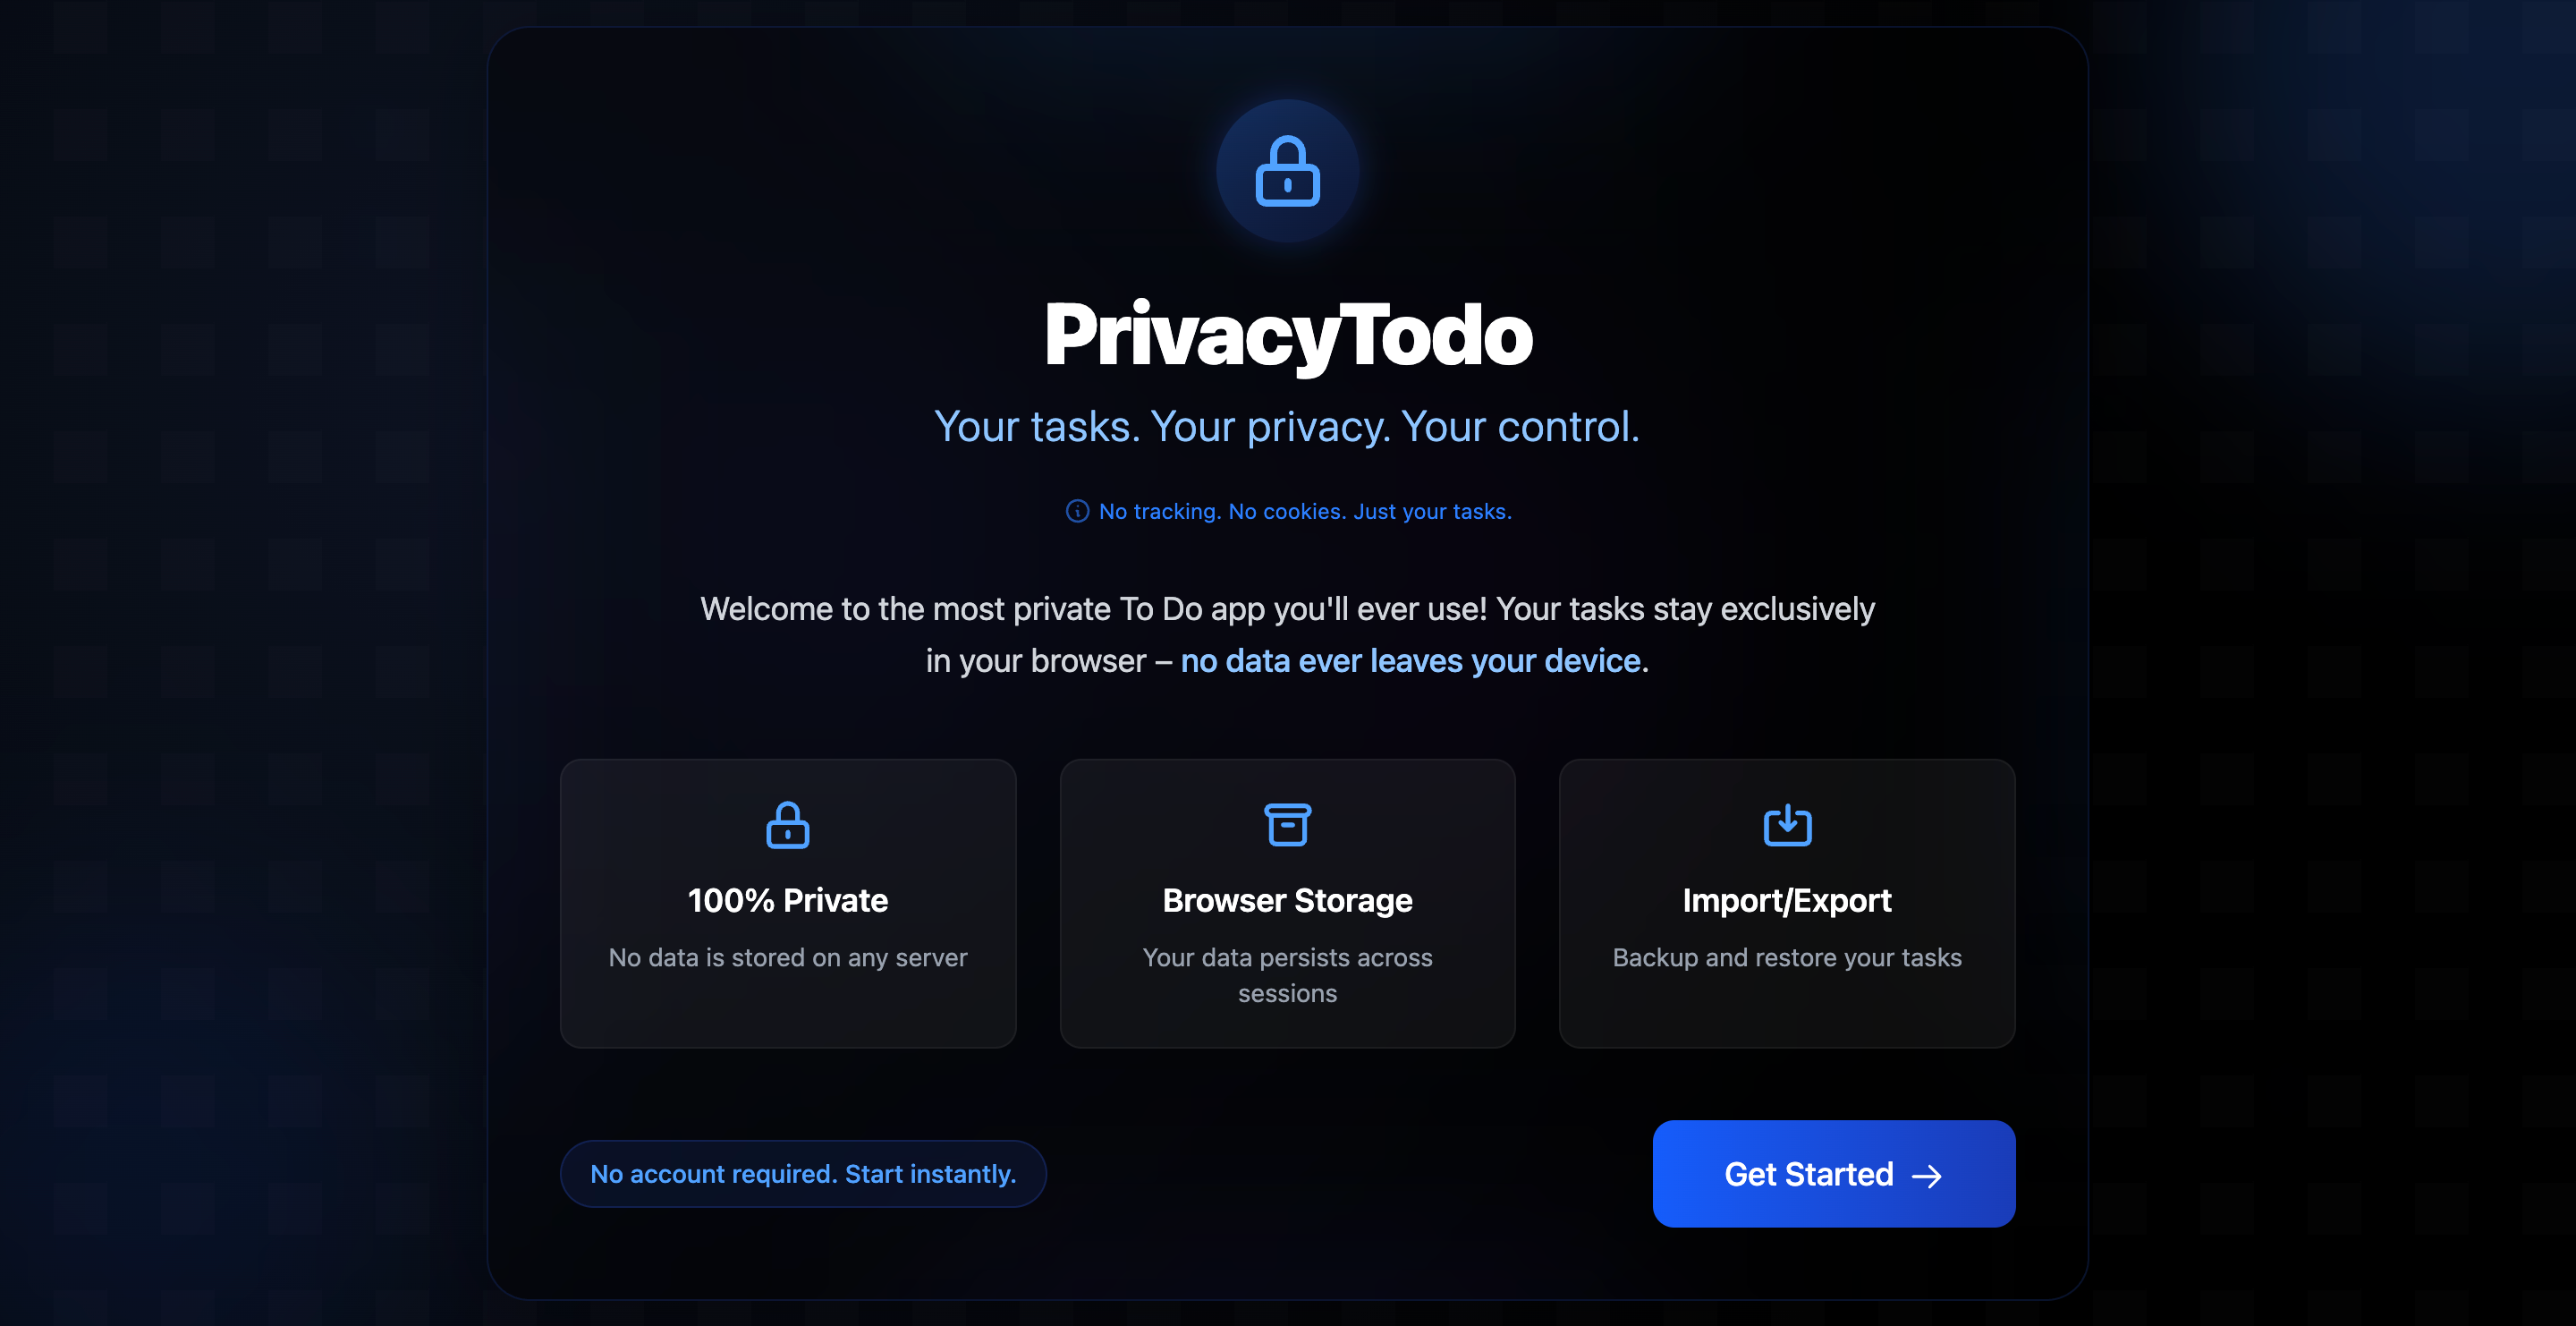 PrivacyTodo
Your tasks. Your privacy. Your control.
No tracking. No cookies. Just your tasks.
Welcome to the most private To Do app you'll ever use! Your tasks stay exclusively
in your browser – no data ever leaves your device.
100% Private
No data is stored on any server
Browser Storage
Your data persists across
sessions
Import/Export
Backup and restore your tasks
No account required. Start instantly.
Get Started →